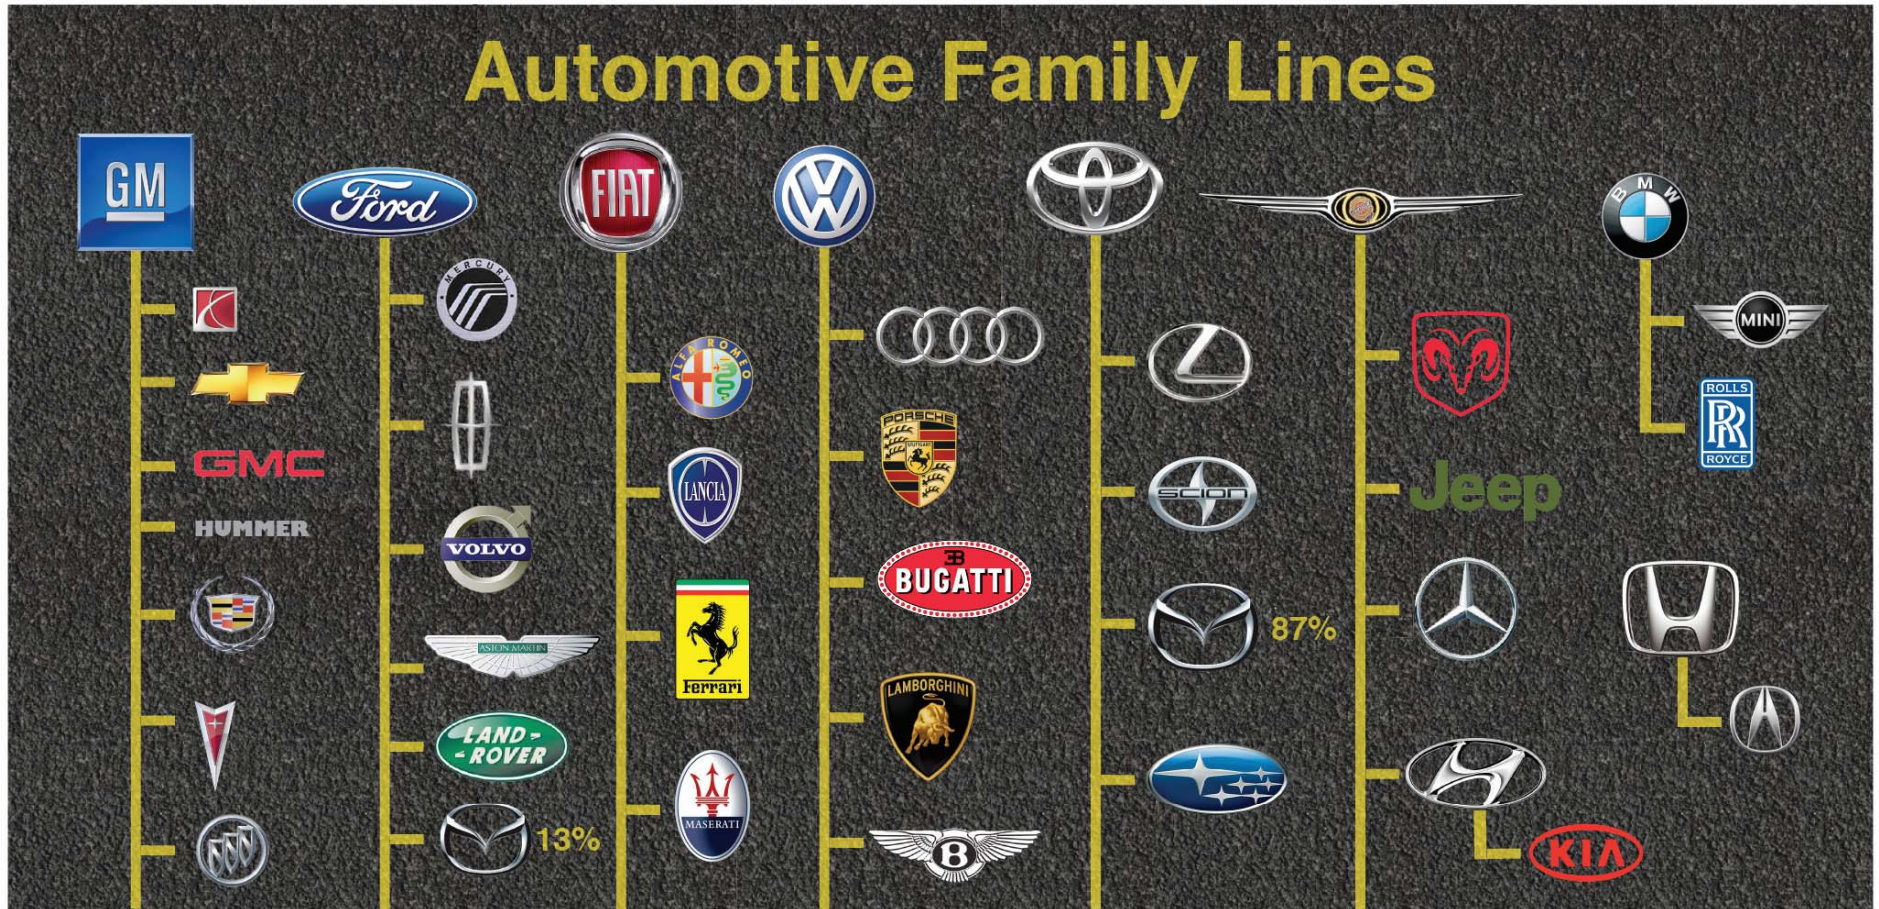 Automotive Family Lines
GM
Ford
FIAT
VW
BMW
MERCURY
ALFA ROMEO
MINI
PORSCHE
ROLLS
RR
ROYCE
GMC
LANCIA
Jeep
SCION
HUMMER
VOLVO
BUGATTI
87%
ASTON MARTIN
Ferrari
LAMBORGHINI
LAND-
-ROVER
MASERATI
13%
B
KIA